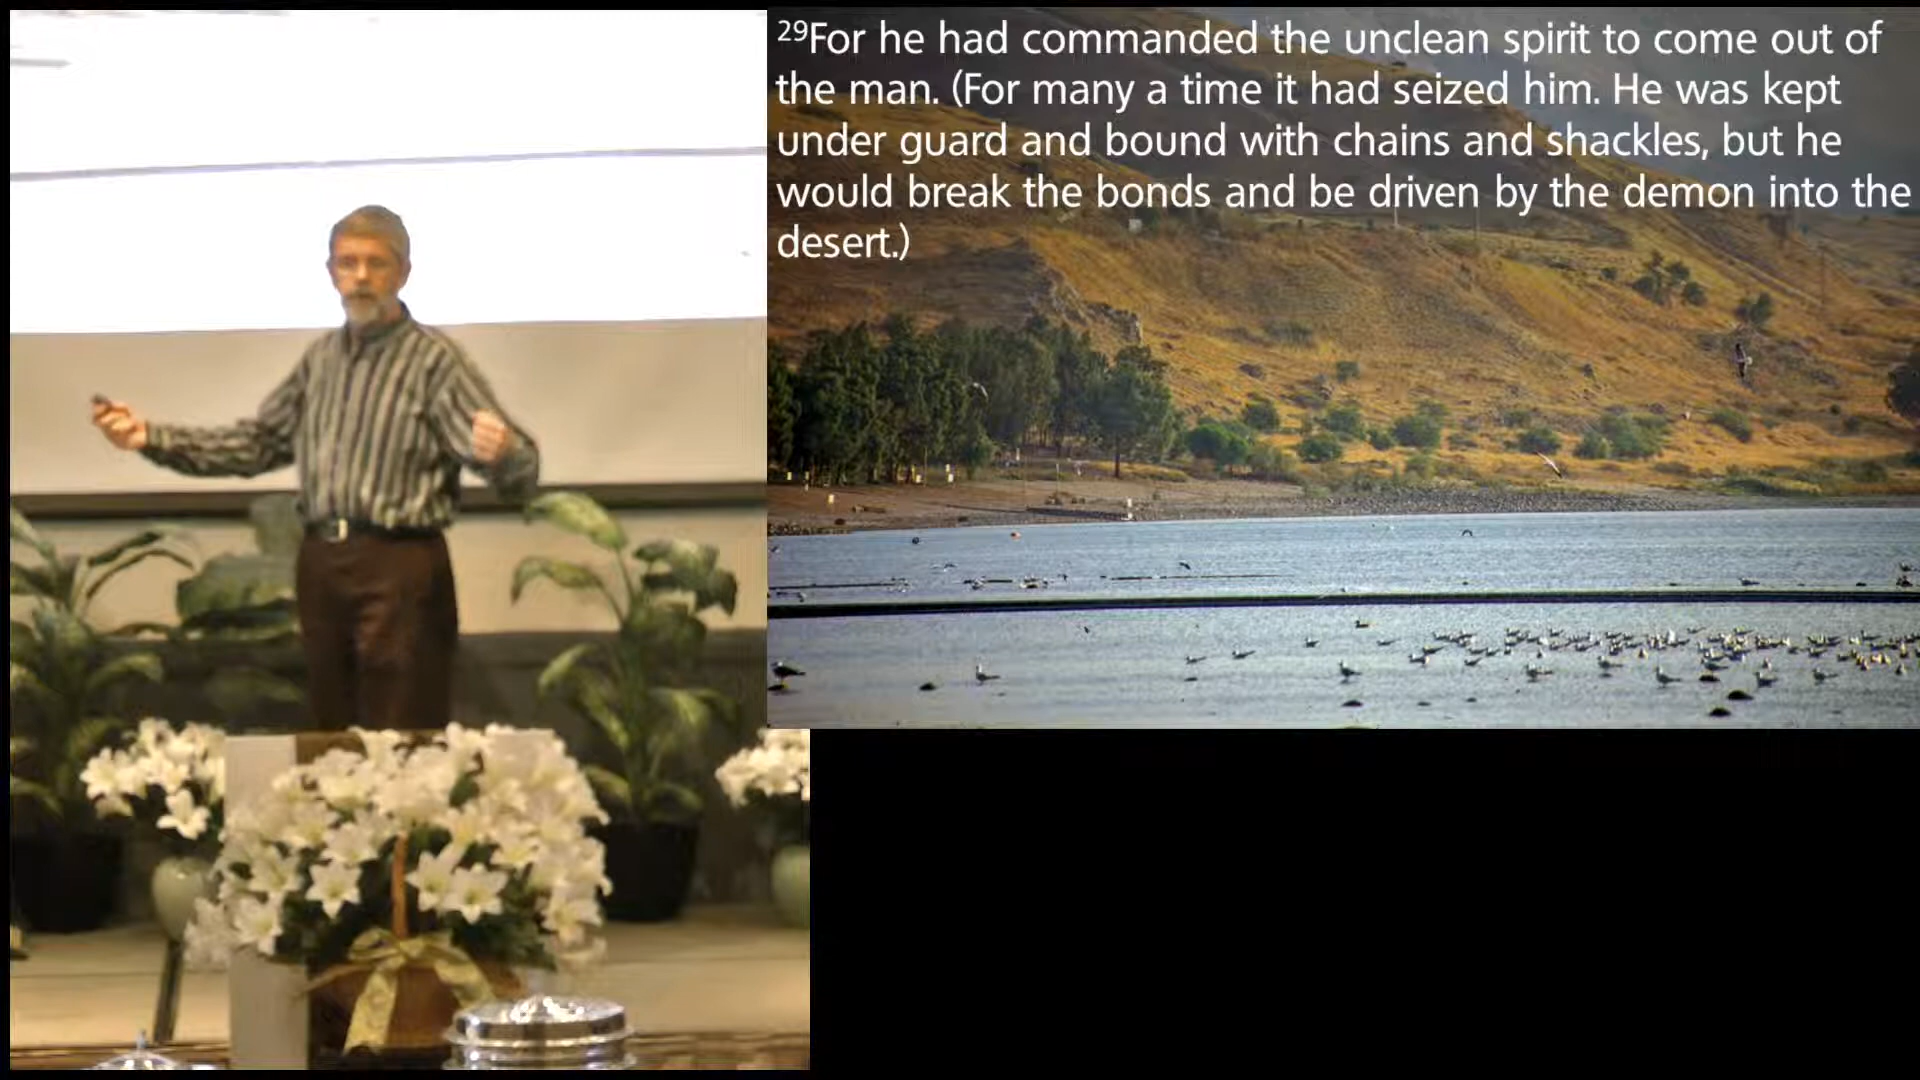 29For he had commanded the unclean spirit to come out of
the man. (For many a time it had seized him. He was kept
under guard and bound with chains and shackles, but he
would break the bonds and be driven by the demon into the
desert.)